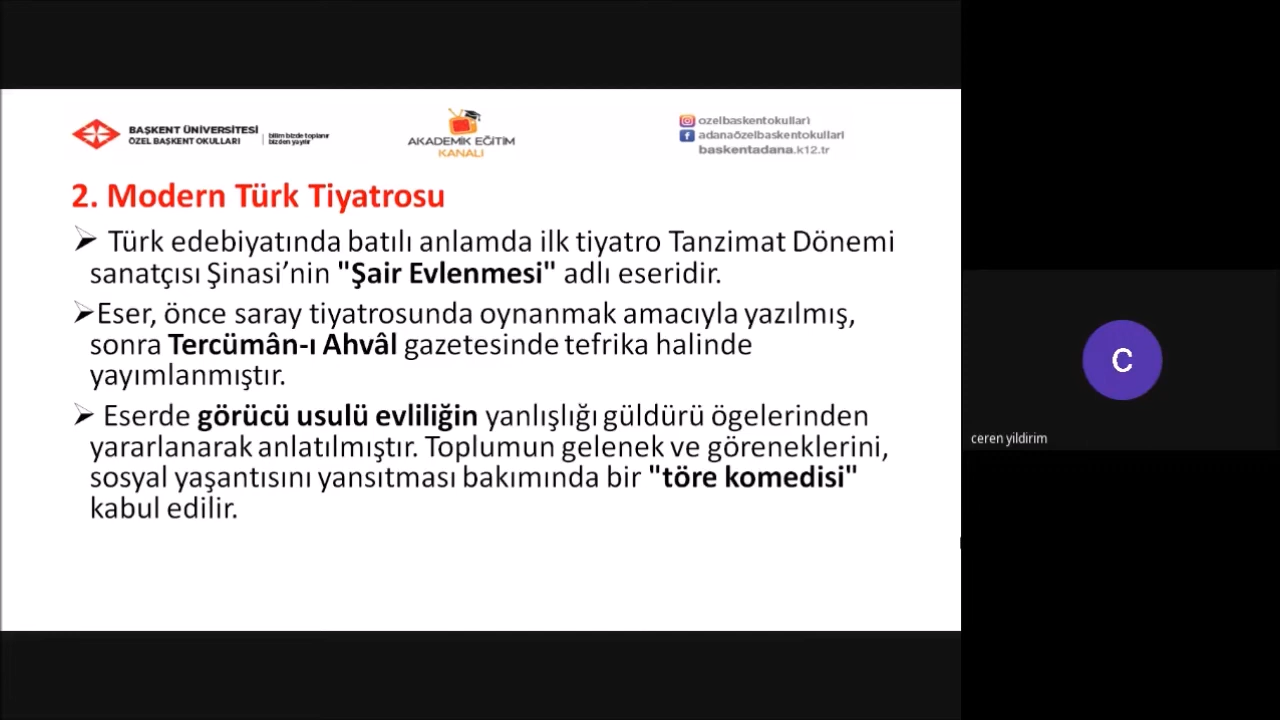 BAŞKENT ÜNİVERSİTESİ
ÖZEL BAŞKENT OKULLARI
bilim bizde toplanır
bizden yayılır
AKADEMİK EĞİTİM
KANALI
ozelbaskentokullari
adanaözelbaskentokullari
baskentadana.k12.tr
2. Modern Türk Tiyatrosu
➢ Türk edebiyatında batılı anlamda ilk tiyatro Tanzimat Dönemi
sanatçısı Şinasi’nin "Şair Evlenmesi" adlı eseridir.
➢Eser, önce saray tiyatrosunda oynanmak amacıyla yazılmış,
sonra Tercümân-ı Ahvâl gazetesinde tefrika halinde
yayımlanmıştır.
➢ Eserde görücü usulü evliliğin yanlışlığı güldürü ögelerinden
yararlanarak anlatılmıştır. Toplumun gelenek ve göreneklerini,
sosyal yaşantısını yansıtması bakımında bir "töre komedisi"
kabul edilir.
C
ceren yildirim